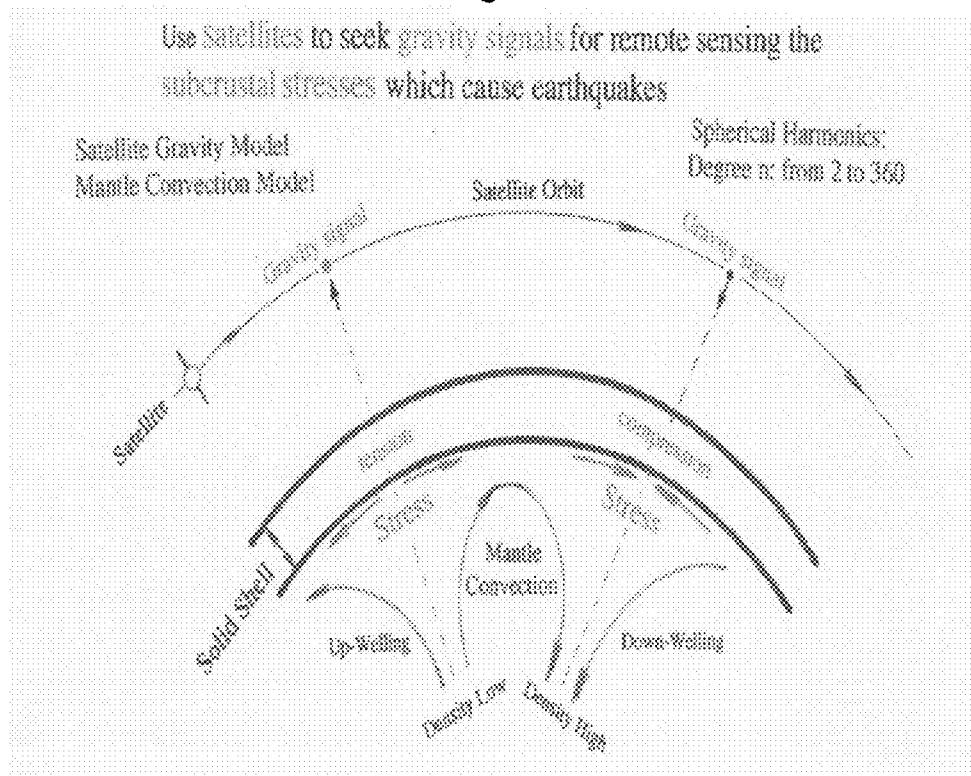 Use Satellites to seek gravity signals for remote sensing the
subcrustal stresses which cause earthquakes
Satellite Gravity Model
Mantle Convection Model
Spherical Harmonics:
Degree n: from 2 to 360
Satellite Orbit
Gravity signal
Gravity signal
Satellite
tension
compression
Stress
Stress
Mantle
Convection
Solid Shell
Up-Welling
Down-Welling
Density Low
Density High